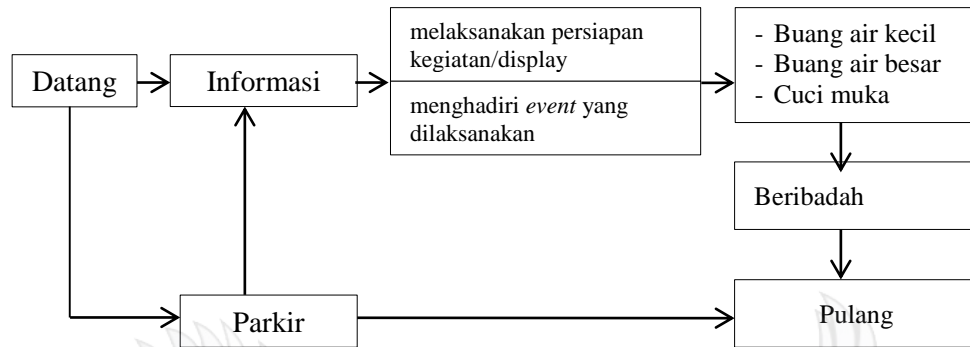 Datang
Informasi
melaksanakan persiapan
kegiatan/display
menghadiri event yang
dilaksanakan
- Buang air kecil
- Buang air besar
- Cuci muka
Beribadah
Parkir
Pulang